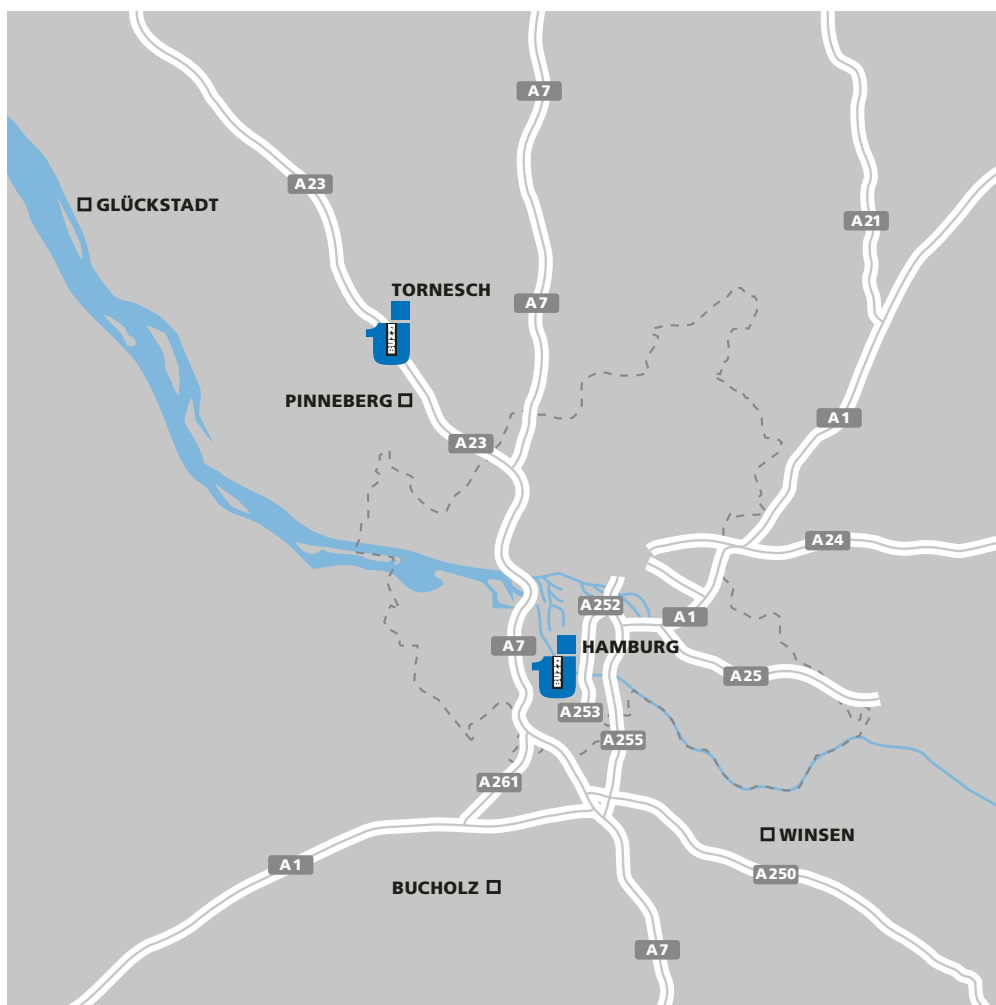 A7
A23
GLÜCKSTADT
A21
TORNESCH
A7
BUZZI
PINNEBERG
A1
A23
A24
A252
A1
A7
HAMBURG
BUZZI
A25
A253
A255
A261
WINSEN
A1
A250
BUCHOLZ
A7